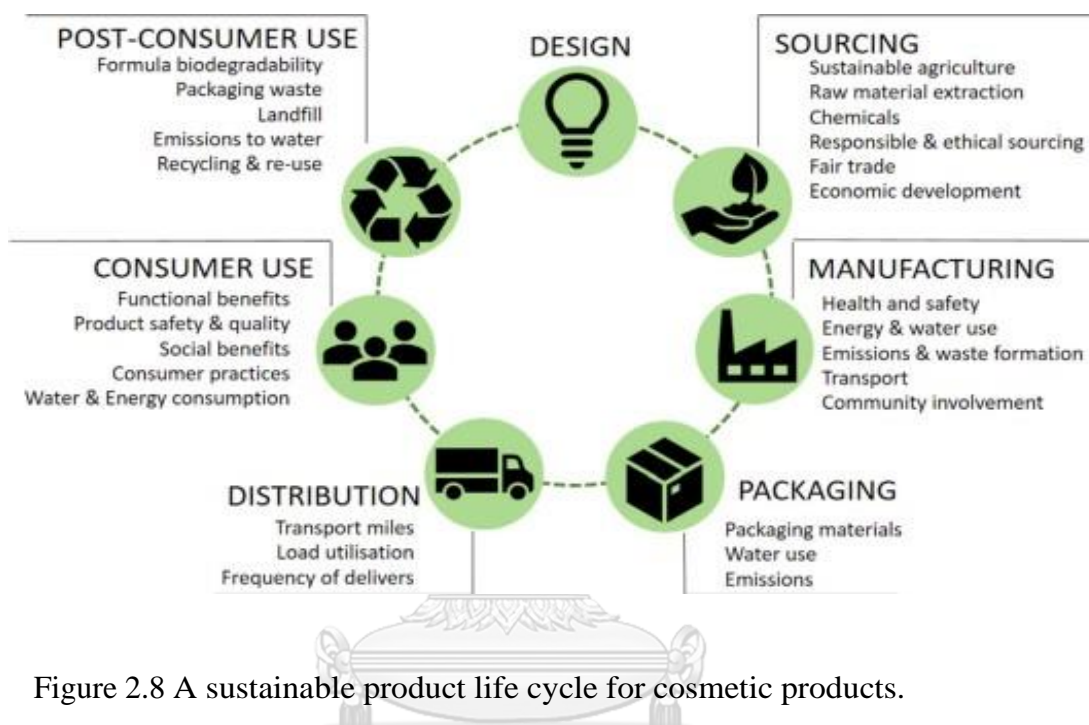 DESIGN
SOURCING
Sustainable agriculture
Raw material extraction
Chemicals
Responsible & ethical sourcing
Fair trade
Economic development
MANUFACTURING
Health and safety
Energy & water use
Emissions & waste formation
Transport
Community involvement
PACKAGING
Packaging materials
Water use
Emissions
DISTRIBUTION
Transport miles
Load utilisation
Frequency of delivers
CONSUMER USE
Functional benefits
Product safety & quality
Social benefits
Consumer practices
Water & Energy consumption
POST-CONSUMER USE
Formula biodegradability
Packaging waste
Landfill
Emissions to water
Recycling & re-use
Figure 2.8 A sustainable product life cycle for cosmetic products.